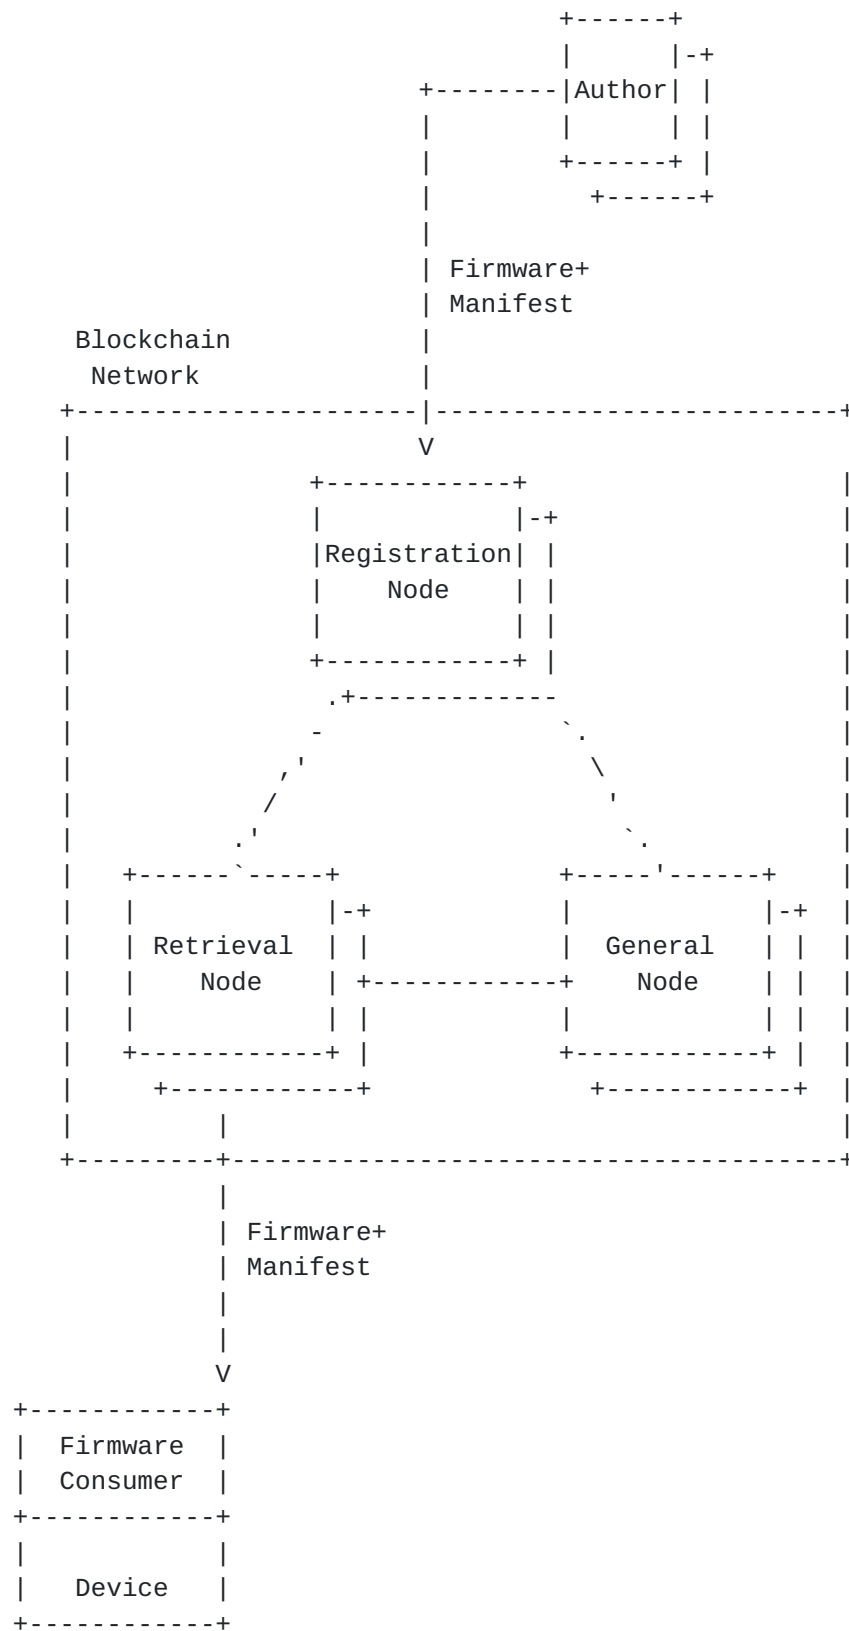 Author
Firmware+
Manifest
Blockchain
Network
Registration
Node
Retrieval
Node
General
Node
Firmware+
Manifest
Firmware
Consumer
Device